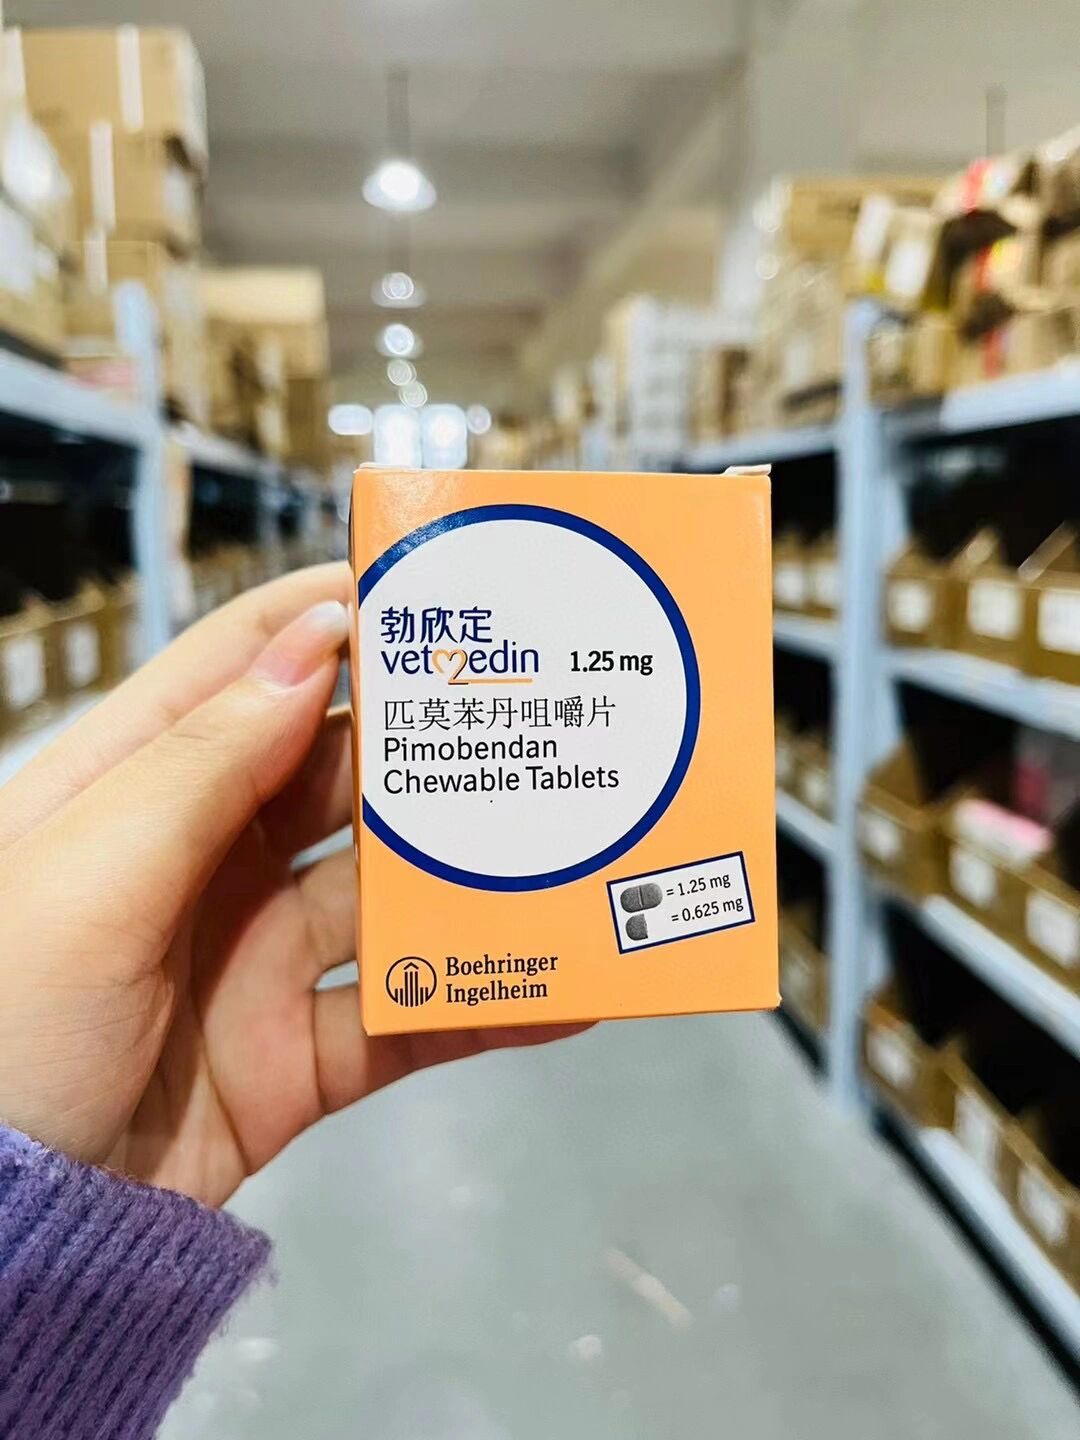 勃欣定
vetmedin 1.25 mg
匹莫苯丹咀嚼片
Pimobendan
Chewable Tablets
= 1.25 mg
= 0.625 mg
Boehringer
Ingelheim